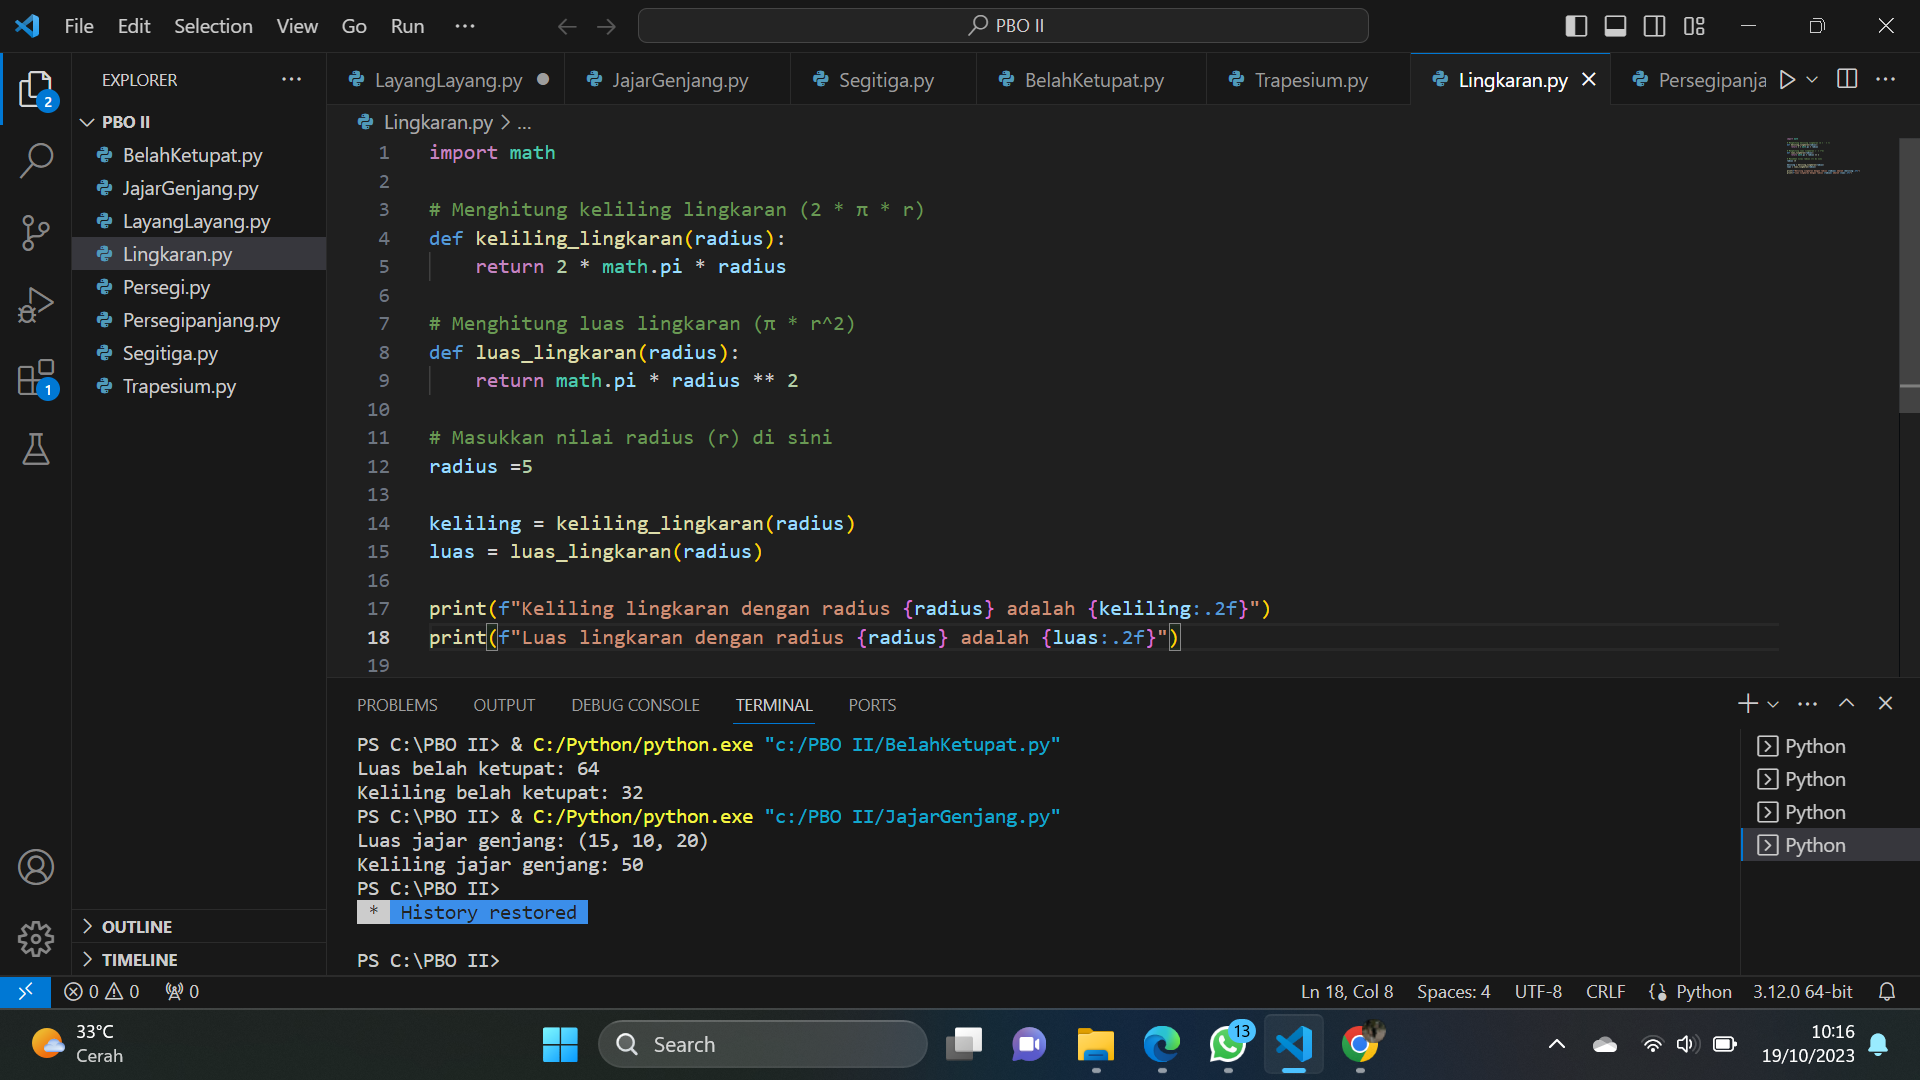 File Edit Selection View Go Run ...
PBO II
EXPLORER
LayangLayang.py
JajarGenjang.py
Segitiga.py
BelahKetupat.py
Trapesium.py
Lingkaran.py
Persegipanja
PBO II
BelahKetupat.py
JajarGenjang.py
LayangLayang.py
Lingkaran.py
Persegi.py
Persegipanjang.py
Segitiga.py
Trapesium.py
2
1
OUTLINE
TIMELINE
Lingkaran.py > ...
1 import math
2
3 # Menghitung keliling lingkaran (2 * π * r)
4 def keliling_lingkaran(radius):
5     return 2 * math.pi * radius
6
7 # Menghitung luas lingkaran (π * r^2)
8 def luas_lingkaran(radius):
9     return math.pi * radius ** 2
10
11 # Masukkan nilai radius (r) di sini
12 radius =5
13
14 keliling = keliling_lingkaran(radius)
15 luas = luas_lingkaran(radius)
16
17 print(f"Keliling lingkaran dengan radius {radius} adalah {keliling:.2f}")
18 print(f"Luas lingkaran dengan radius {radius} adalah {luas:.2f}")
19
PROBLEMS OUTPUT DEBUG CONSOLE TERMINAL PORTS
PS C:\PBO II> & C:/Python/python.exe "c:/PBO II/BelahKetupat.py"
Luas belah ketupat: 64
Keliling belah ketupat: 32
PS C:\PBO II> & C:/Python/python.exe "c:/PBO II/JajarGenjang.py"
Luas jajar genjang: (15, 10, 20)
Keliling jajar genjang: 50
PS C:\PBO II>
* History restored
PS C:\PBO II>
Python
Python
Python
Python
0 0 0
Ln 18, Col 8 Spaces: 4 UTF-8 CRLF Python 3.12.0 64-bit
33°C
Cerah
Search
13
10:16
19/10/2023